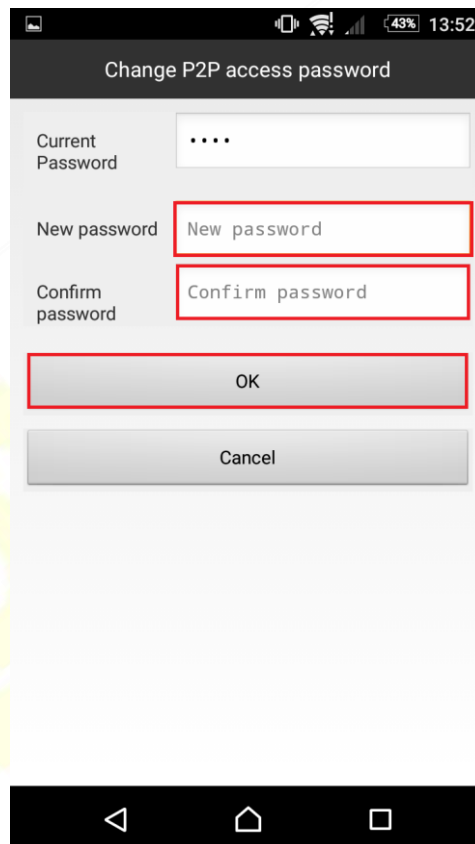 43% 13:52
Change P2P access password
Current
Password
••••
New password
New password
Confirm
password
Confirm password
OK
Cancel